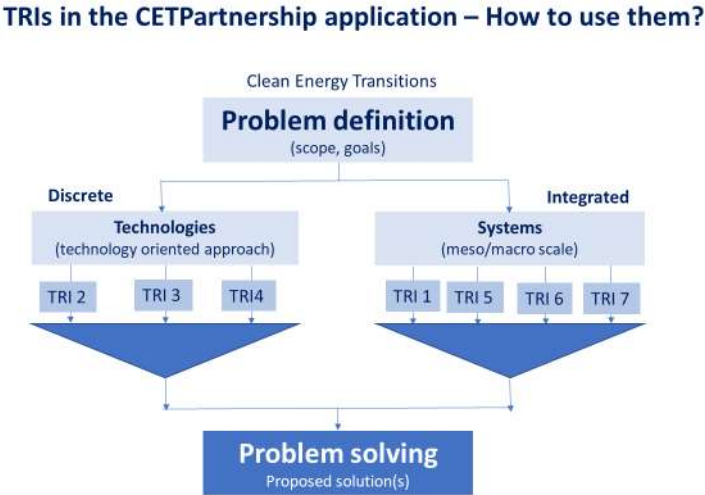 TRIs in the CETPartnership application – How to use them?
Clean Energy Transitions
Problem definition
(scope, goals)
Discrete
Integrated
Technologies
(technology oriented approach)
Systems
(meso/macro scale)
TRI 2
TRI 3
TRI4
TRI 1
TRI 5
TRI 6
TRI 7
Problem solving
Proposed solution(s)